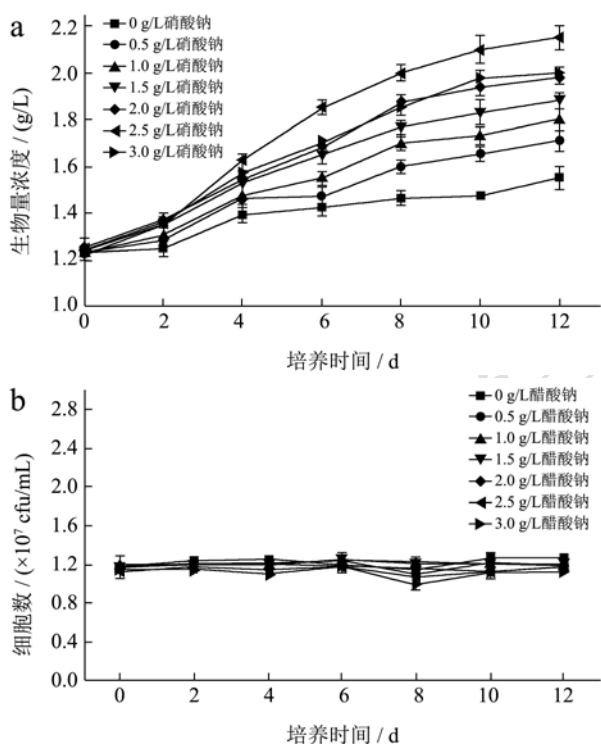 a
0 g/L硝酸钠
0.5 g/L硝酸钠
1.0 g/L硝酸钠
1.5 g/L硝酸钠
2.0 g/L硝酸钠
2.5 g/L硝酸钠
3.0 g/L硝酸钠
2.2
2.0
1.8
1.6
1.4
1.2
1.0
生物量浓度 / (g/L)
0 2 4 6 8 10 12
培养时间 / d
b
0 g/L醋酸钠
0.5 g/L醋酸钠
1.0 g/L醋酸钠
1.5 g/L醋酸钠
2.0 g/L醋酸钠
2.5 g/L醋酸钠
3.0 g/L醋酸钠
2.8
2.4
2.0
1.6
1.2
0.8
0.4
0.0
细胞数 / (×10⁷ cfu/mL)
0 2 4 6 8 10 12
培养时间 / d